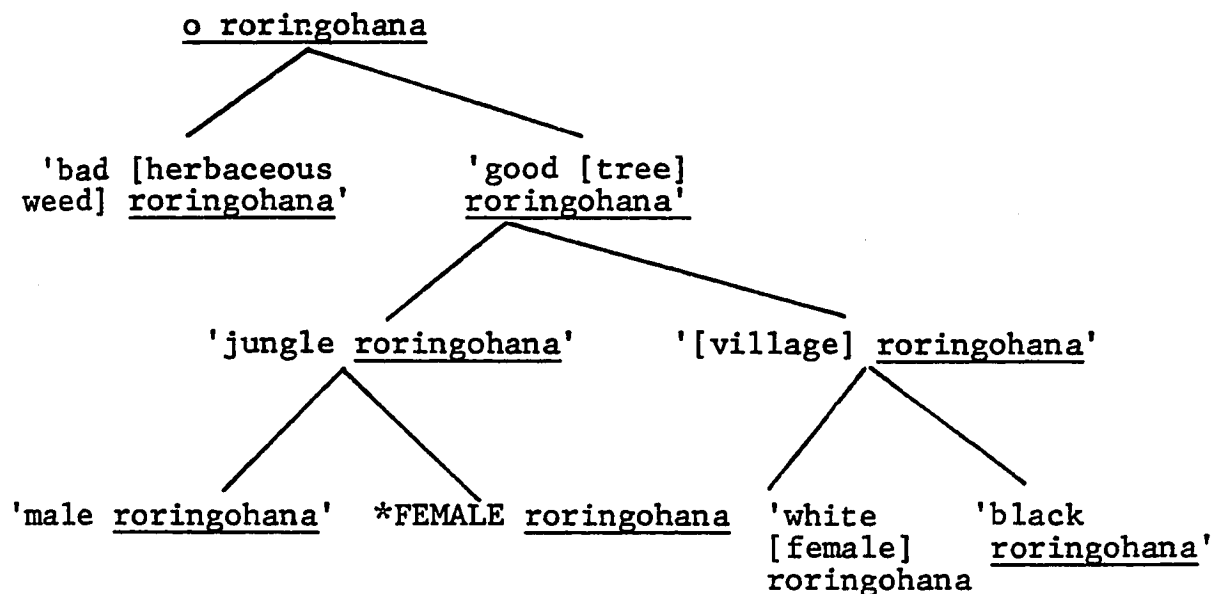 o roringohana
'bad [herbaceous
weed] roringohana'
'good [tree]
roringohana'
'jungle roringohana'
'[village] roringohana'
'male roringohana'
*FEMALE roringohana
'white
[female]
roringohana
'black
roringohana'